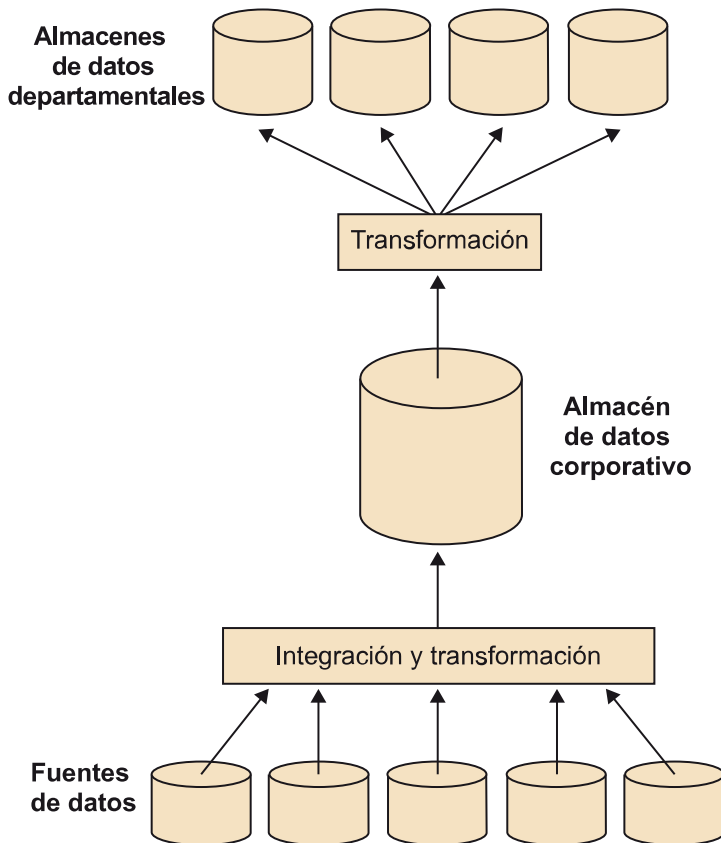 Almacenes
de datos
departamentales
Transformación
Almacén
de datos
corporativo
Integración y transformación
Fuentes
de datos